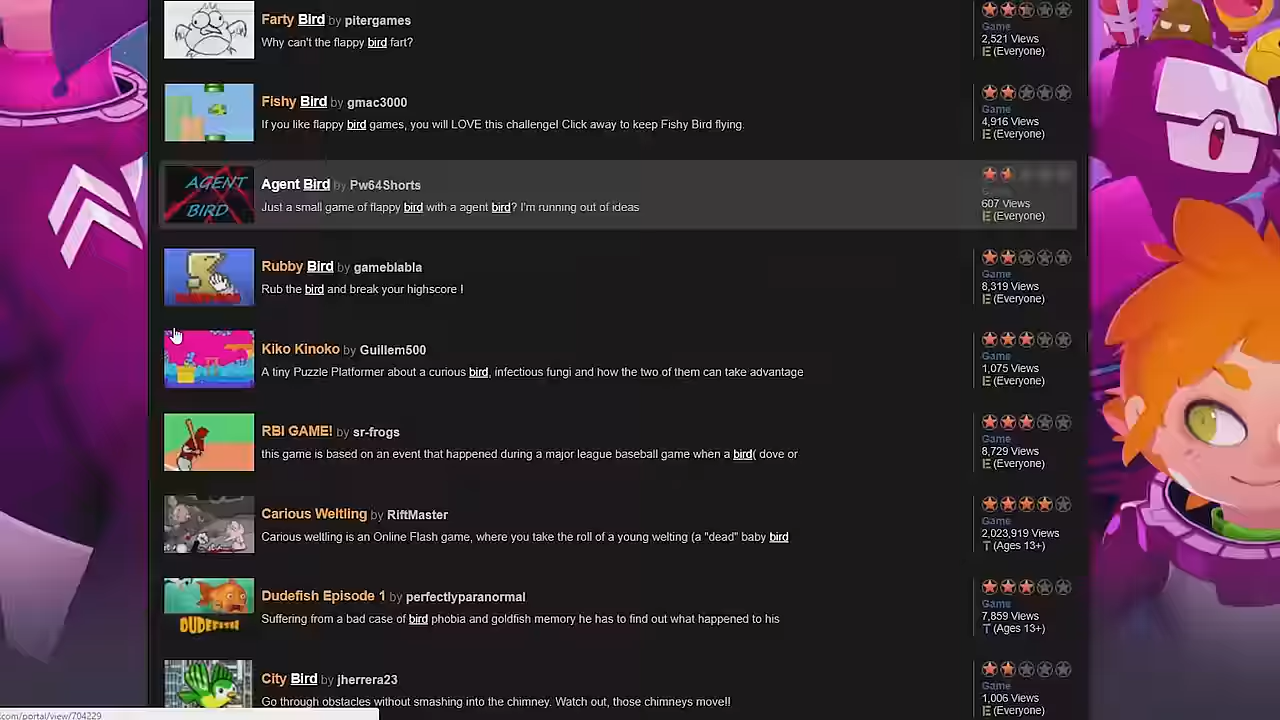 Farty Bird by pitergames
Why can't the flappy bird fart?
Game
2,521 Views
E (Everyone)
Fishy Bird by gmac3000
If you like flappy bird games, you will LOVE this challenge! Click away to keep Fishy Bird flying.
Game
4,916 Views
E (Everyone)
AGENT
BIRD
Agent Bird by Pw64Shorts
Just a small game of flappy bird with a agent bird? I'm running out of ideas
Game
607 Views
E (Everyone)
Rubby Bird by gameblabla
Rub the bird and break your highscore !
Game
8,319 Views
E (Everyone)
Kiko Kinoko by Guillem500
A tiny Puzzle Platformer about a curious bird, infectious fungi and how the two of them can take advantage
Game
1,075 Views
E (Everyone)
RBI GAME! by sr-frogs
this game is based on an event that happened during a major league baseball game when a bird( dove or
Game
8,729 Views
E (Everyone)
Carious Weltling by RiftMaster
Carious weltling is an Online Flash game, where you take the roll of a young welting (a "dead" baby bird
Game
2,023,919 Views
T (Ages 13+)
DUDEFISH
Dudefish Episode 1 by perfectlyparanormal
Suffering from a bad case of bird phobia and goldfish memory he has to find out what happened to his
Game
7,859 Views
T (Ages 13+)
City Bird by jherrera23
Go through obstacles without smashing into the chimney. Watch out, those chimneys move!!
Game
1,006 Views
E (Everyone)
.com/portal/view/704229